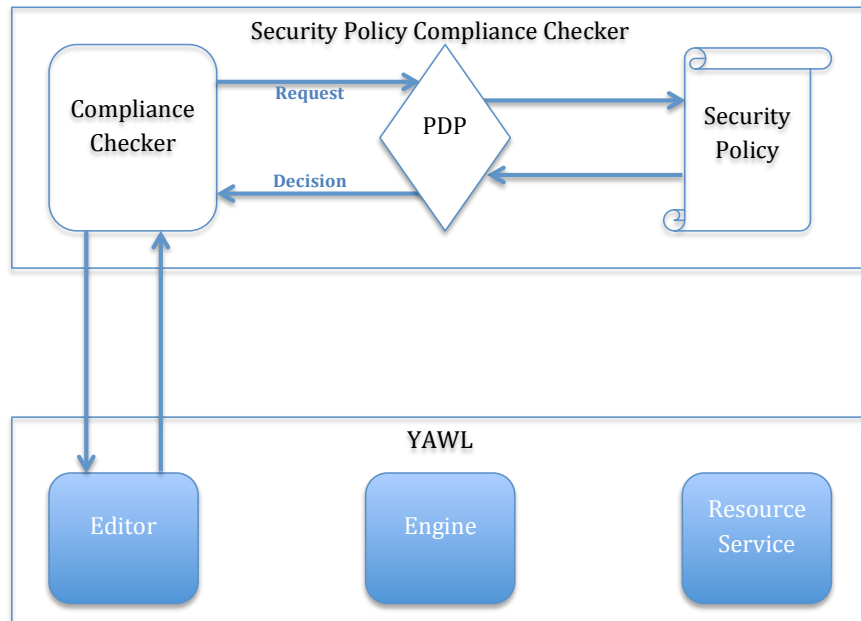 Security Policy Compliance Checker
Compliance
Checker
Request
Decision
PDP
Security
Policy
YAWL
Editor
Engine
Resource
Service